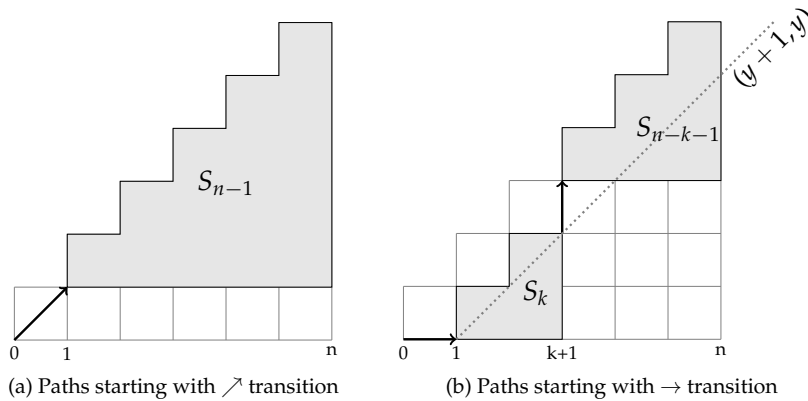 (y + 1, y)
S_{n−k−1}
S_{n−1}
S_k
0 1 n
0 1 k+1 n
(a) Paths starting with ↗ transition
(b) Paths starting with → transition